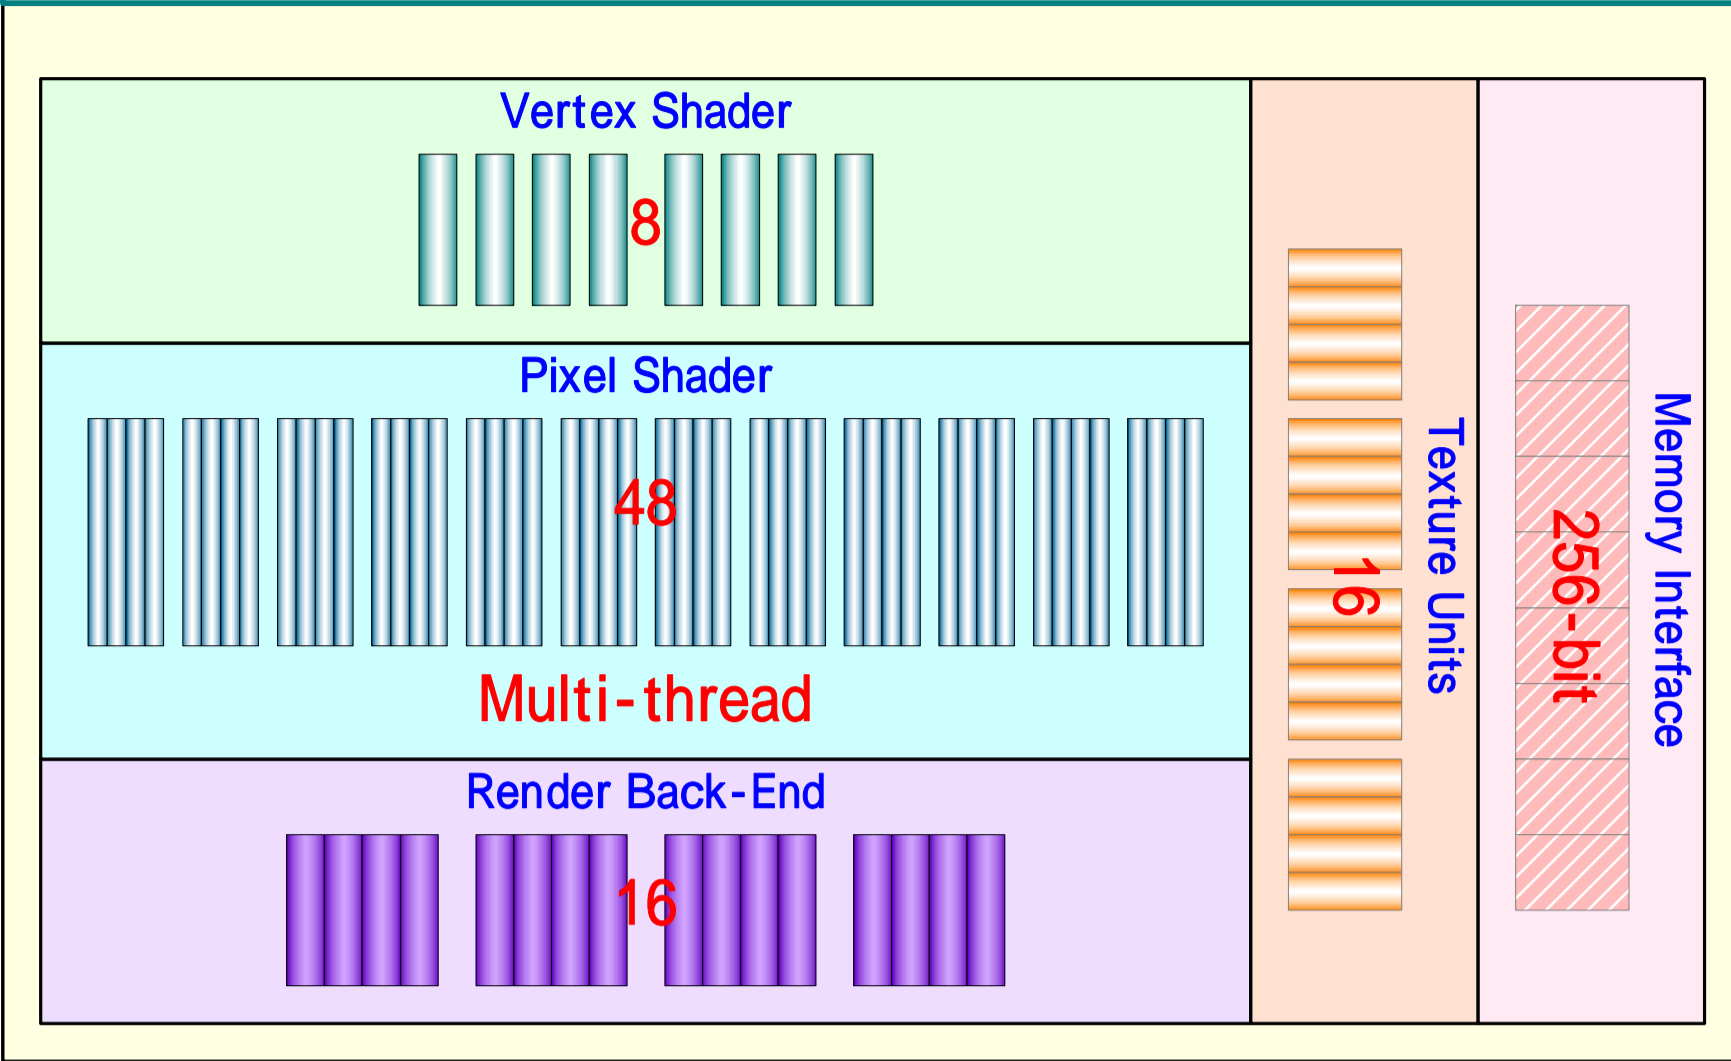 Vertex Shader
8
Pixel Shader
48
Multi-thread
Render Back-End
16
Texture Units
16
Memory Interface
256-bit